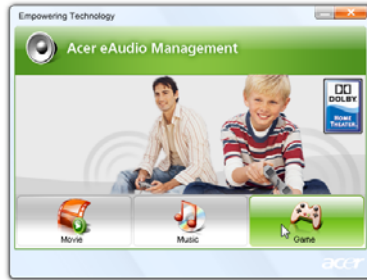 Empowering Technology
Acer eAudio Management
DOLBY
HOME
THEATER
Movie
Music
Game
acer